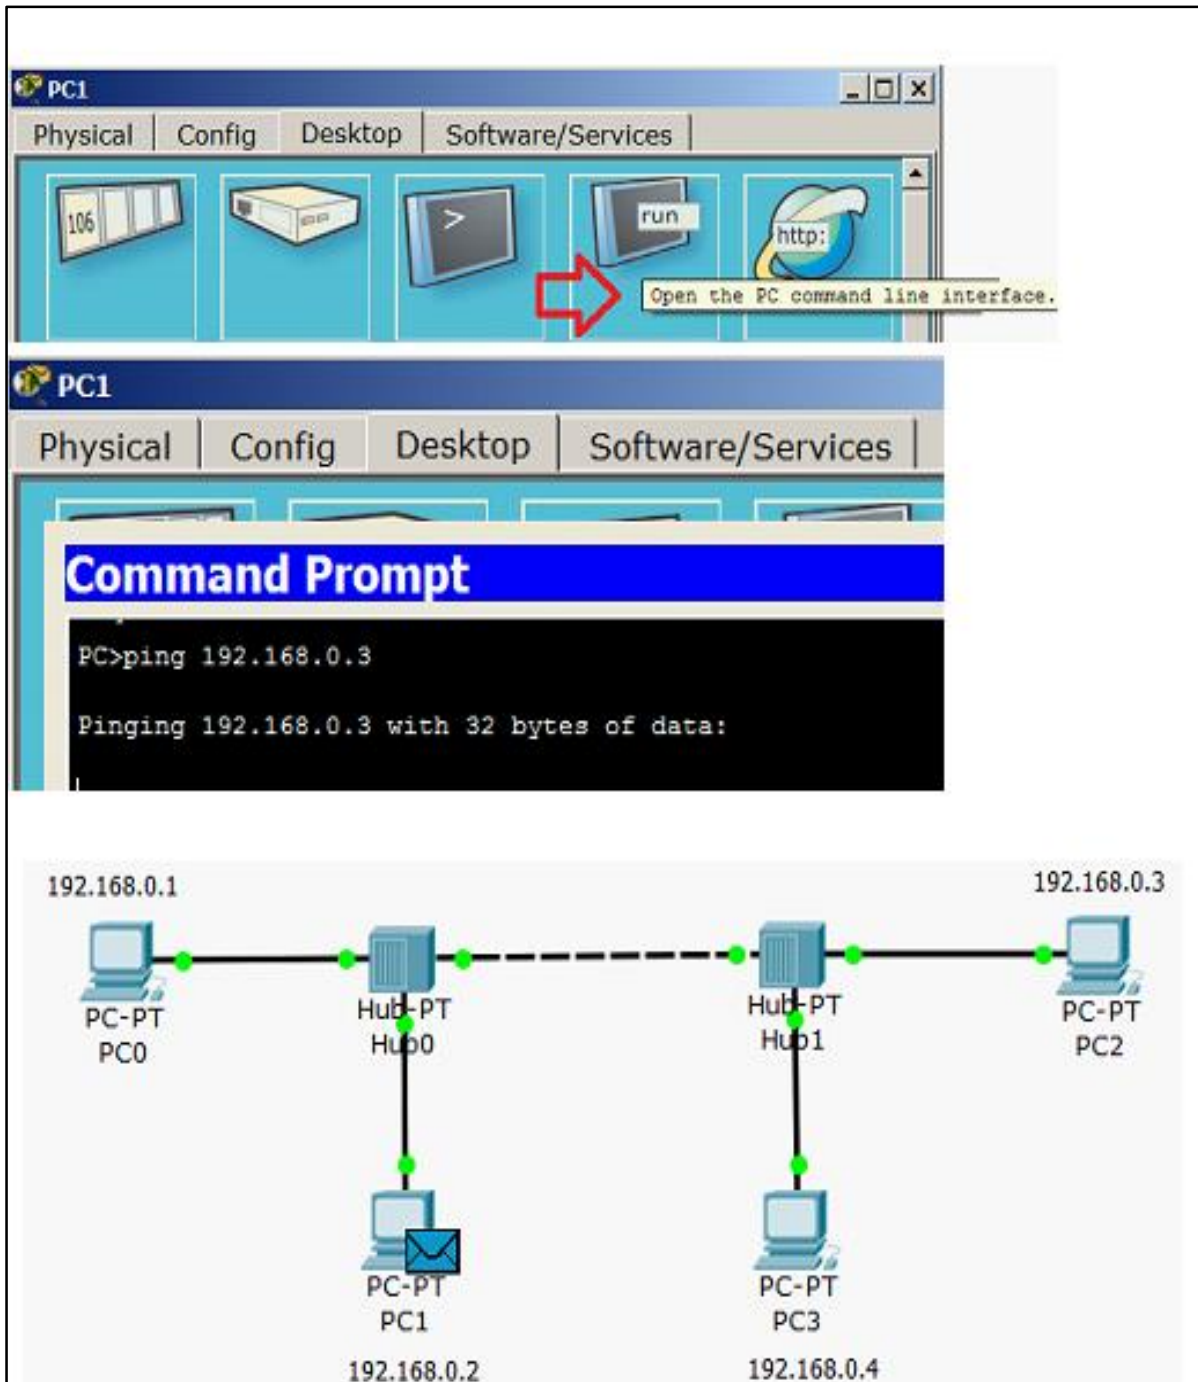 PC1
Physical Config Desktop Software/Services
106
>
run
http:
Open the PC command line interface.
PC1
Physical Config Desktop Software/Services
Command Prompt
PC>ping 192.168.0.3
Pinging 192.168.0.3 with 32 bytes of data:
192.168.0.1
192.168.0.3
PC-PT
PC0
Hub-PT
Hub0
Hub-PT
Hub1
PC-PT
PC2
PC-PT
PC1
192.168.0.2
PC-PT
PC3
192.168.0.4